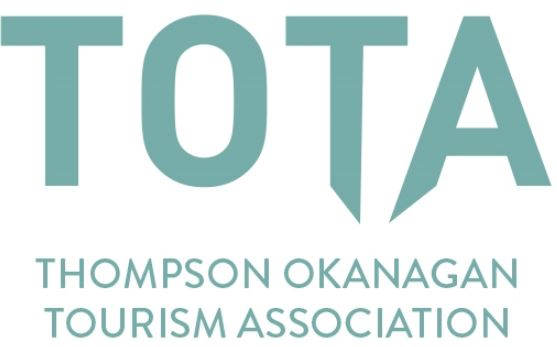 TOTA
THOMPSON OKANAGAN
TOURISM ASSOCIATION